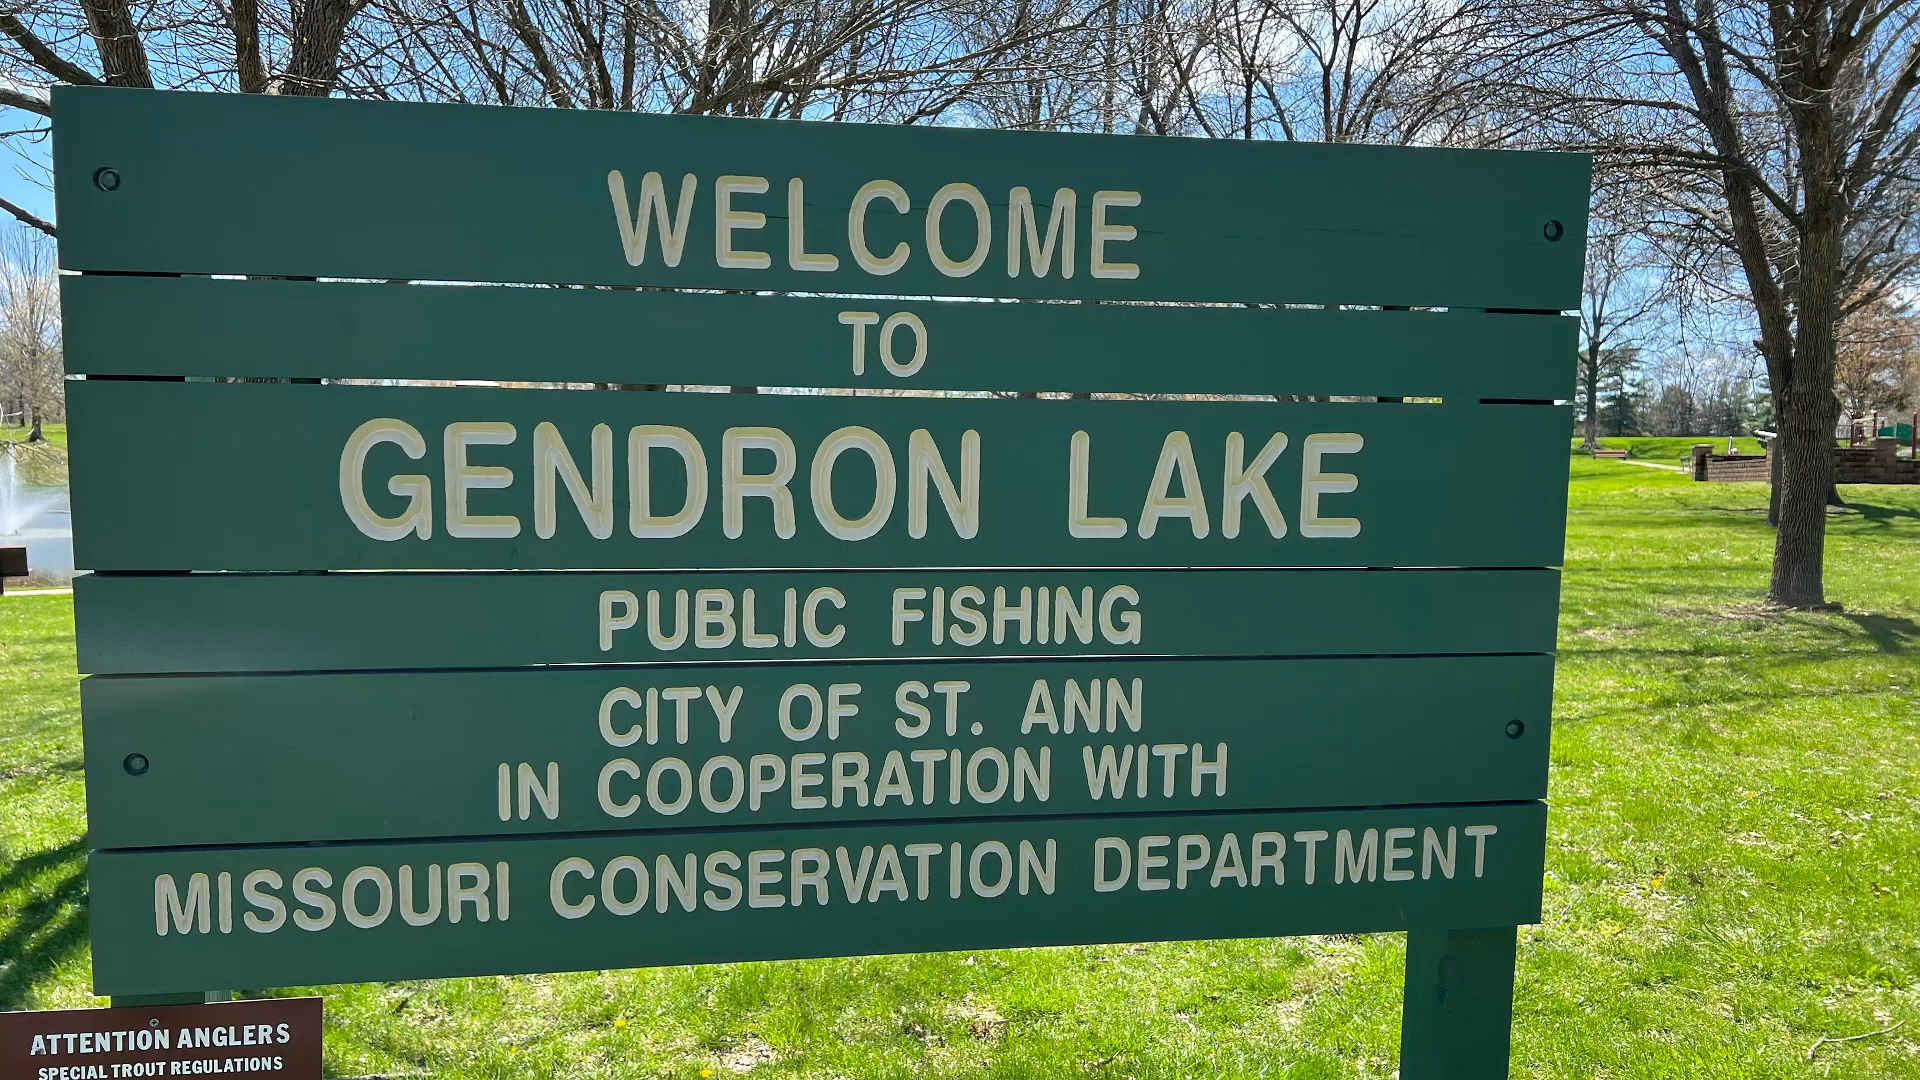 WELCOME
TO
GENDRON LAKE
PUBLIC FISHING
CITY OF ST. ANN
IN COOPERATION WITH
MISSOURI CONSERVATION DEPARTMENT
ATTENTION ANGLERS
SPECIAL TROUT REGULATIONS